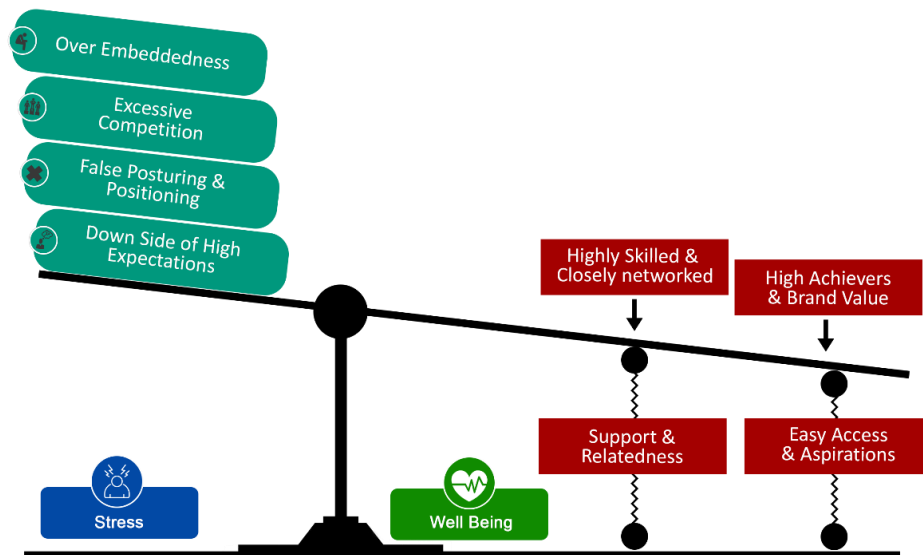 Over Embeddedness
Excessive
Competition
False Posturing &
Positioning
Down Side of High
Expectations
Highly Skilled &
Closely networked
High Achievers
& Brand Value
Support &
Relatedness
Easy Access
& Aspirations
Stress
Well Being